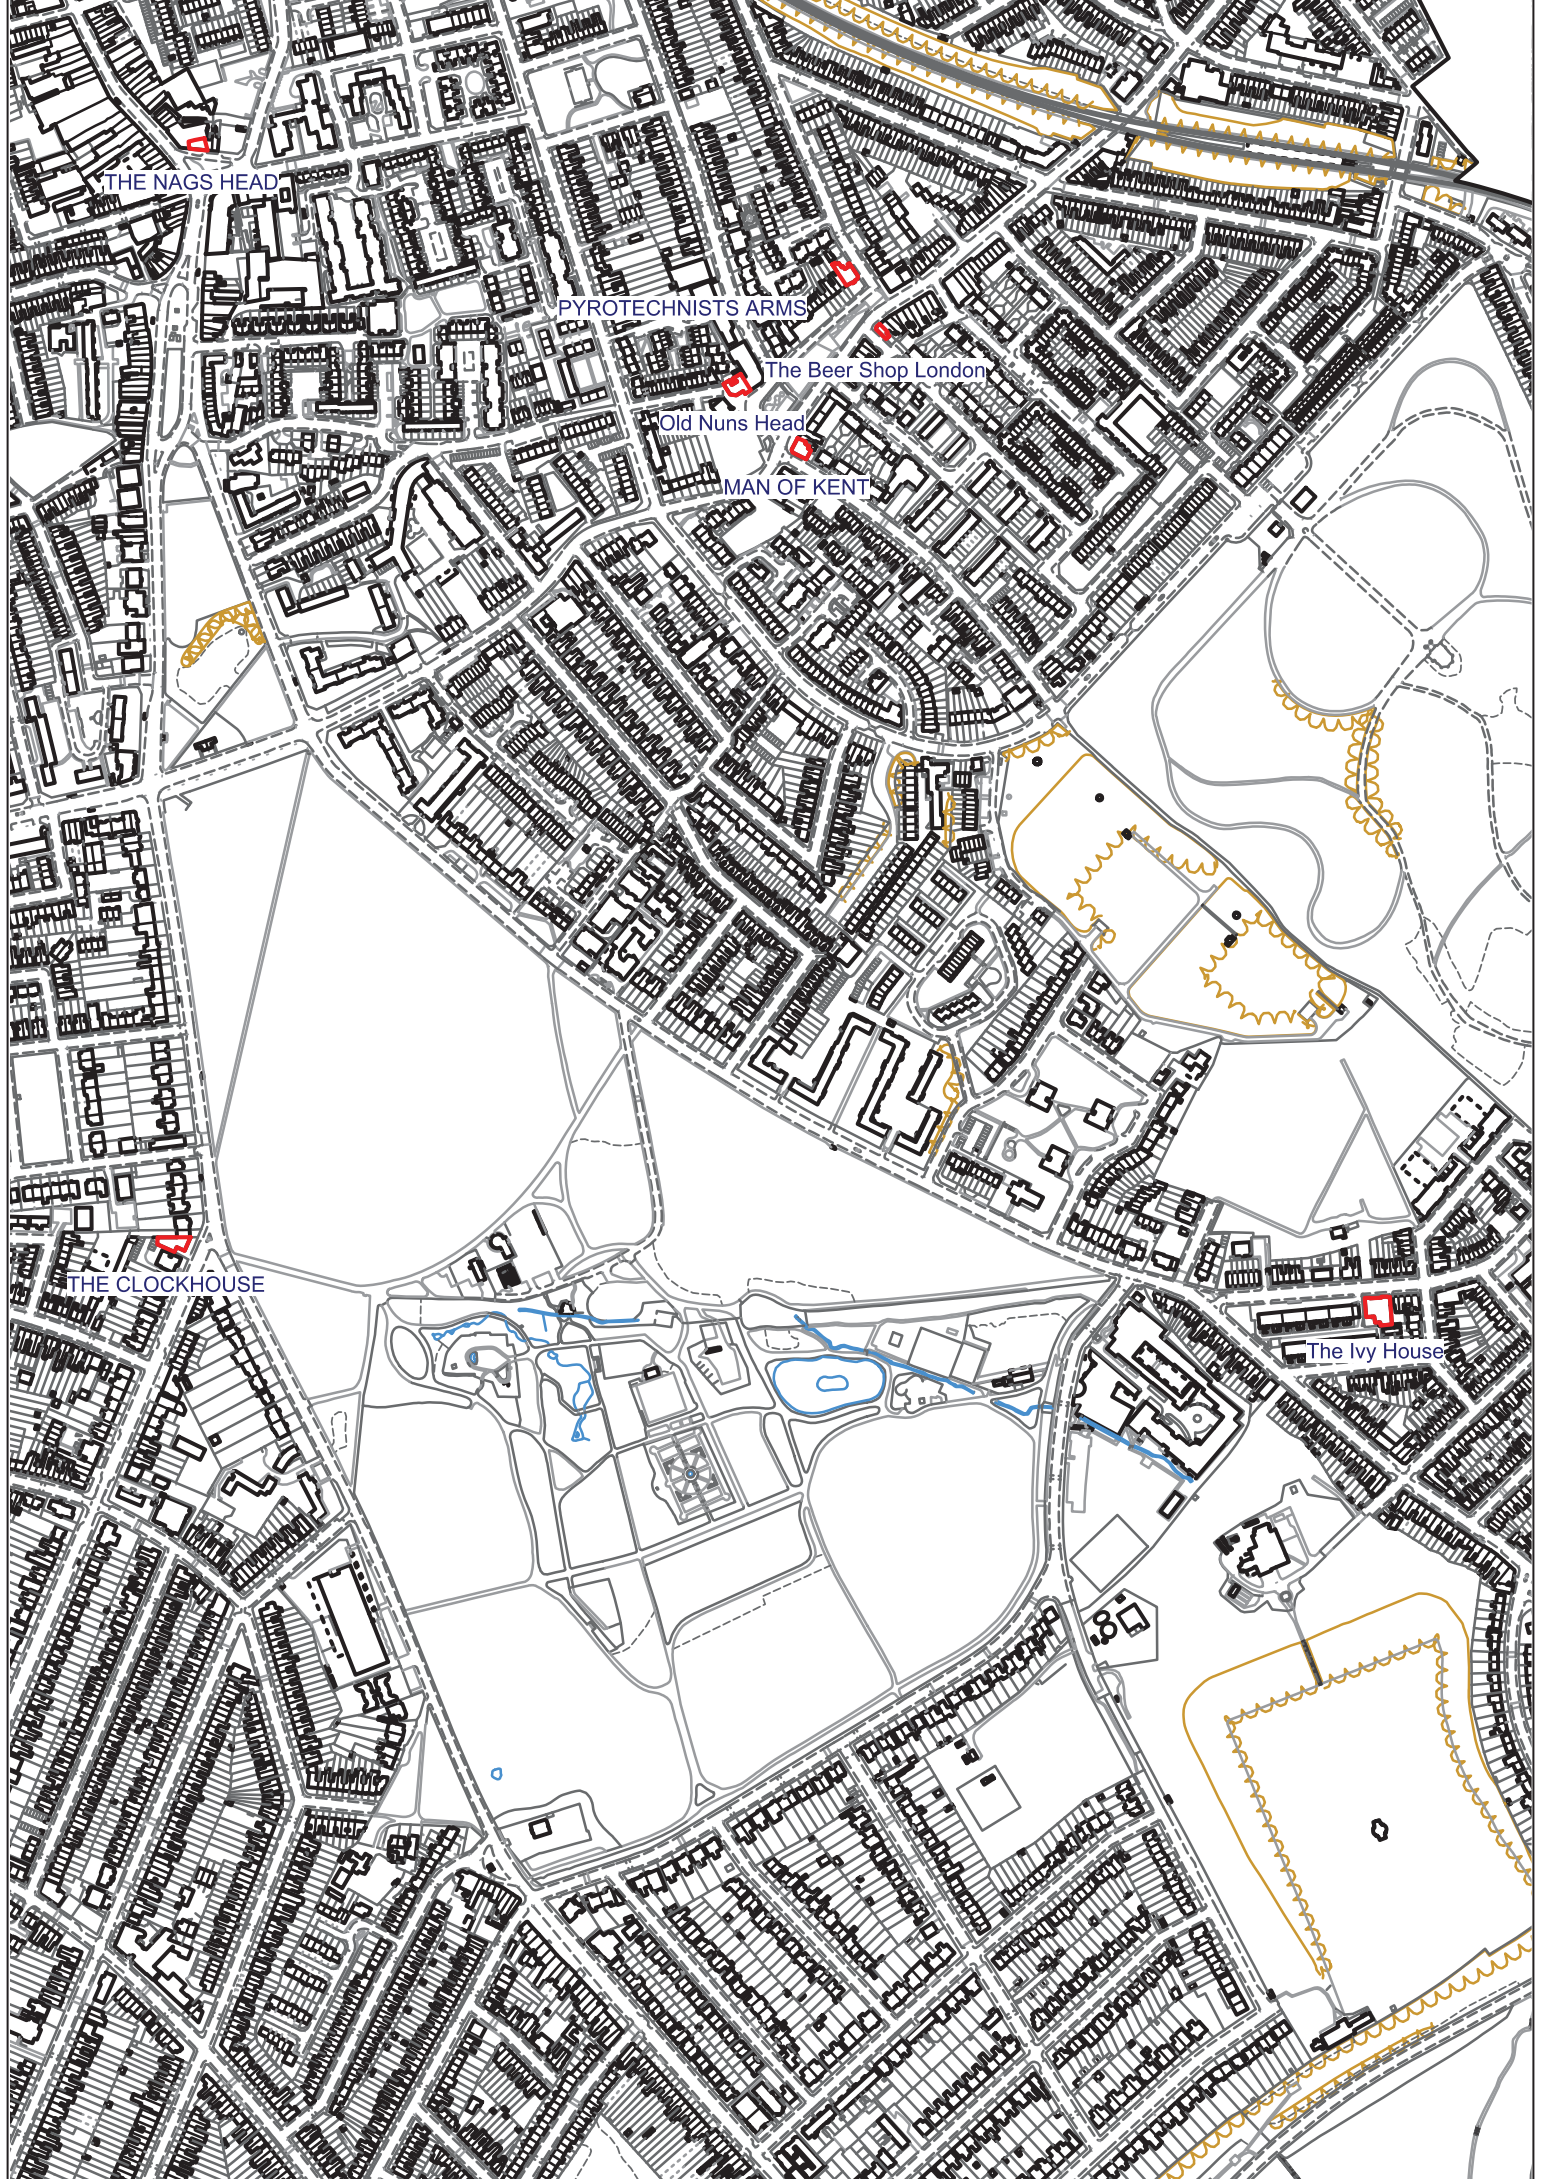 THE NAGS HEAD
PYROTECHNISTS ARMS
The Beer Shop London
Old Nuns Head
MAN OF KENT
THE CLOCKHOUSE
The Ivy House